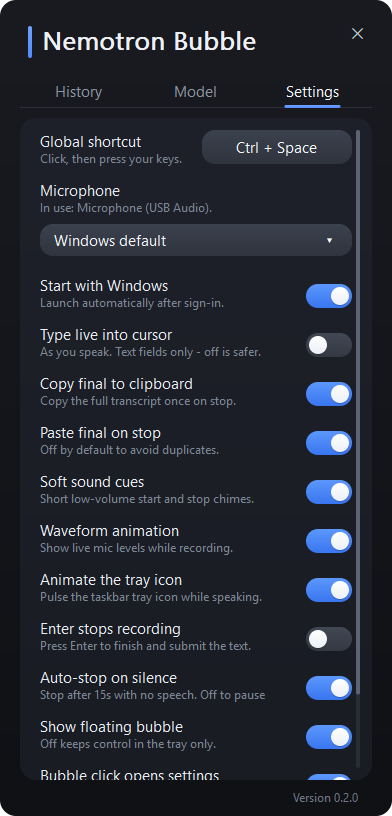 Nemotron Bubble
History Model Settings
Global shortcut
Click, then press your keys.
Ctrl + Space
Microphone
In use: Microphone (USB Audio).
Windows default
Start with Windows
Launch automatically after sign-in.
Type live into cursor
As you speak. Text fields only - off is safer.
Copy final to clipboard
Copy the full transcript once on stop.
Paste final on stop
Off by default to avoid duplicates.
Soft sound cues
Short low-volume start and stop chimes.
Waveform animation
Show live mic levels while recording.
Animate the tray icon
Pulse the taskbar tray icon while speaking.
Enter stops recording
Press Enter to finish and submit the text.
Auto-stop on silence
Stop after 15s with no speech. Off to pause
Show floating bubble
Off keeps control in the tray only.
Bubble click opens settings
Version 0.2.0